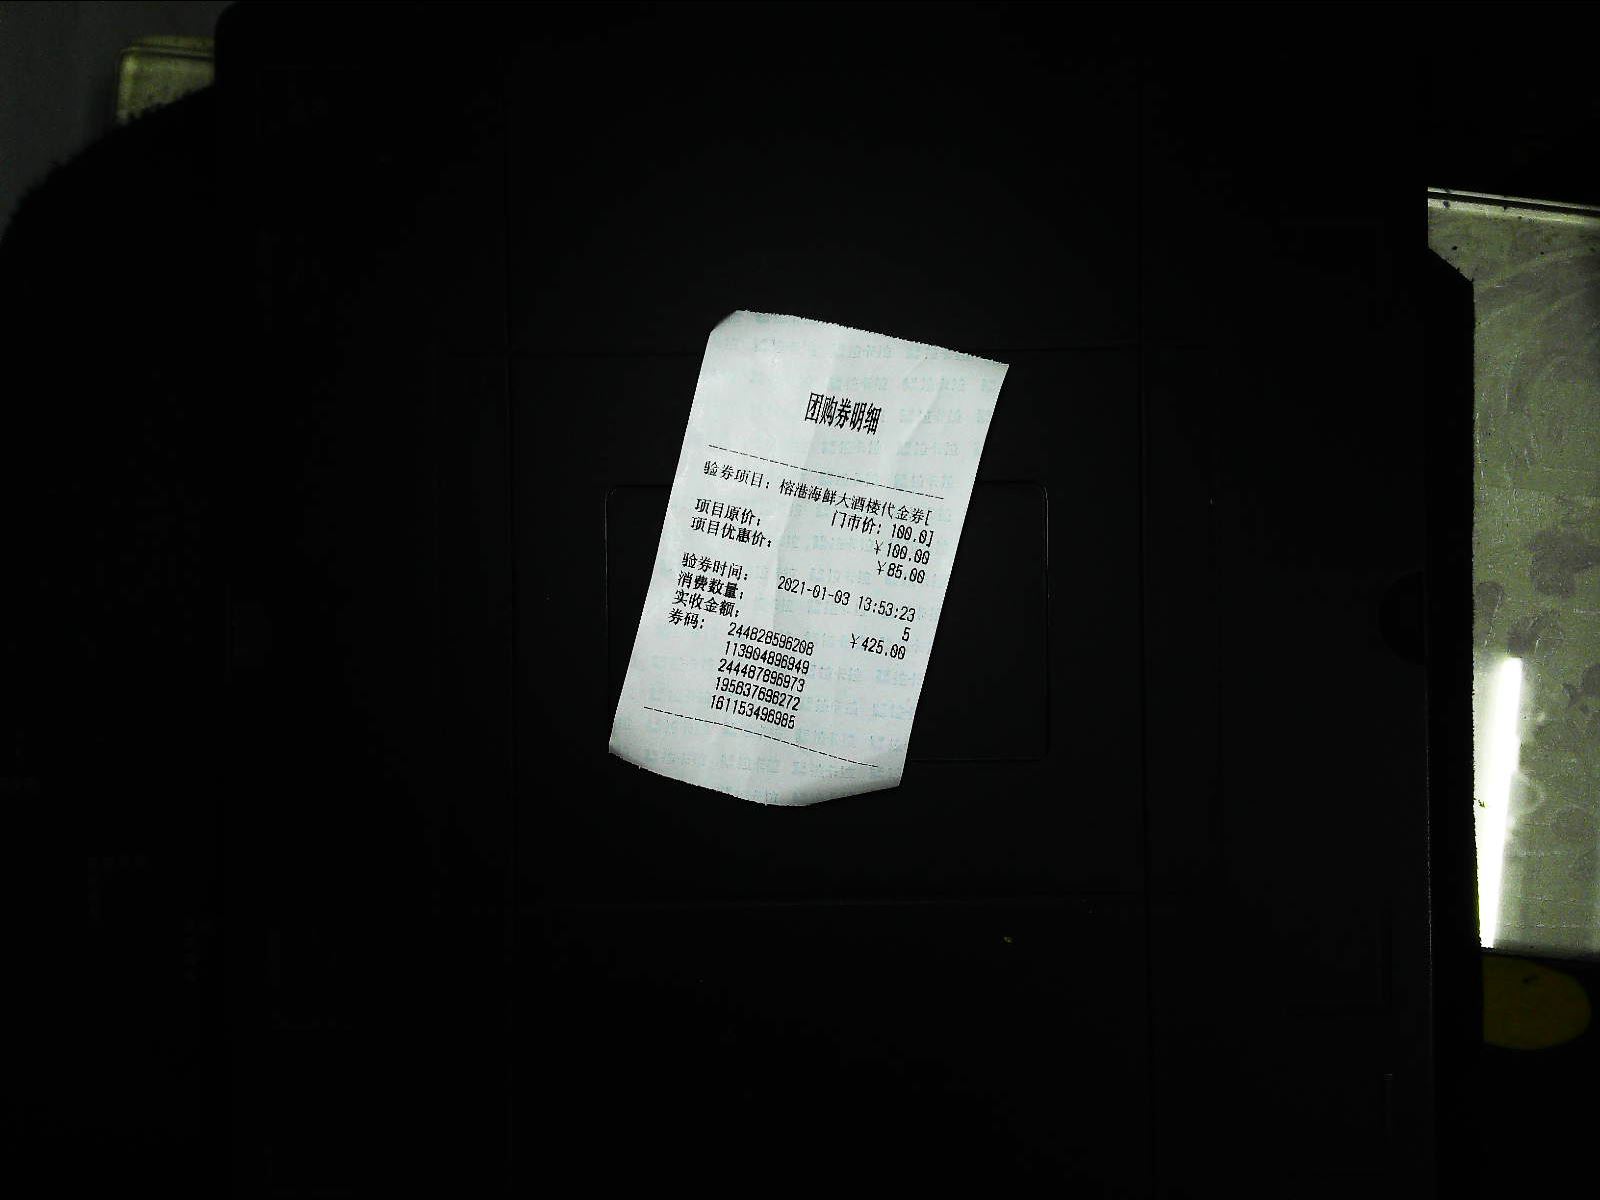 团购券明细
验券项目：榕港海鲜大酒楼代金券[
门市价：100.0]
项目原价： ￥100.00
项目优惠价： ￥85.00
验券时间： 2021-01-03 13:53:23
消费数量： 5
实收金额： ￥425.00
券码： 244828596208
113904896949
244487896973
195637696272
161153496985